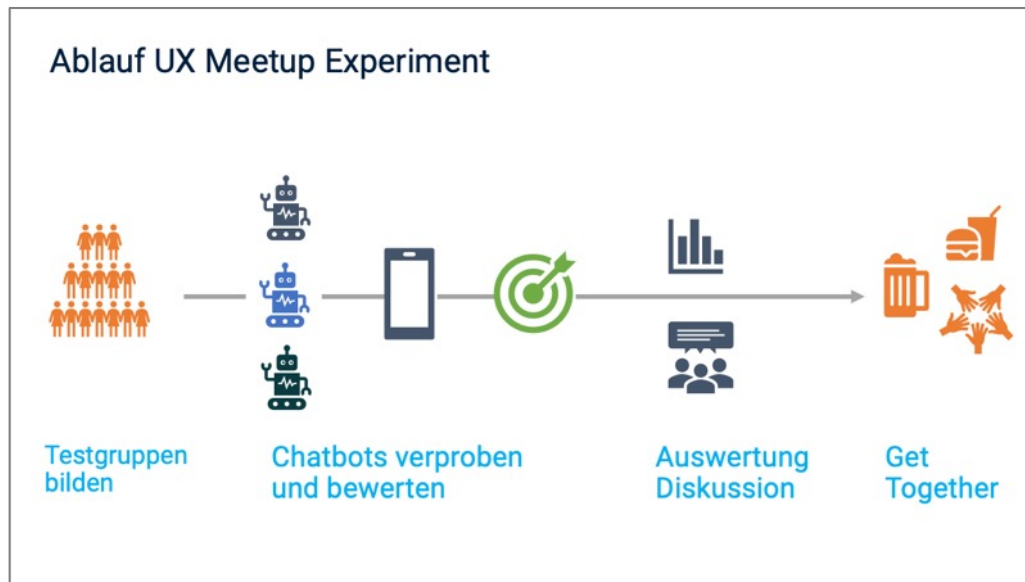 Ablauf UX Meetup Experiment
Testgruppen
bilden
Chatbots verproben
und bewerten
Auswertung
Diskussion
Get
Together